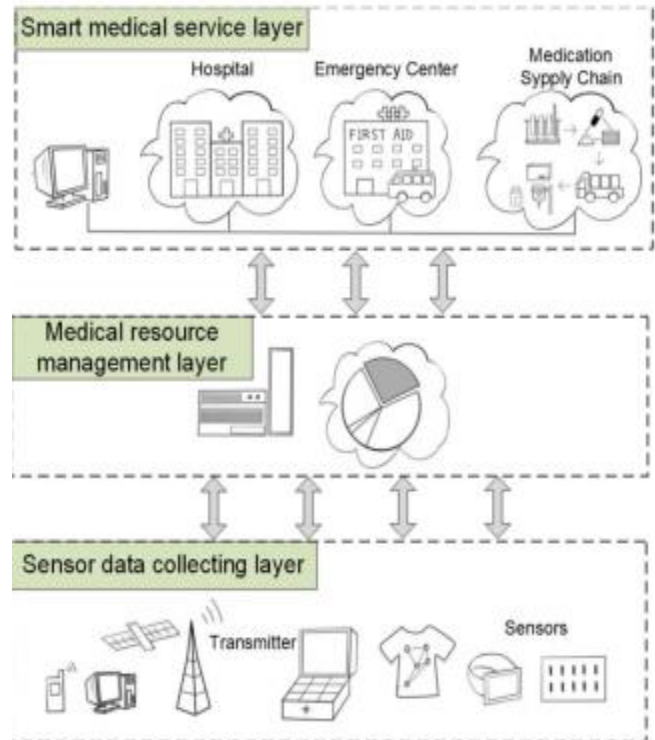 Smart medical service layer
Hospital
Emergency Center
Medication
Sypply Chain
FIRST AID
Medical resource
management layer
Sensor data collecting layer
Transmitter
Sensors